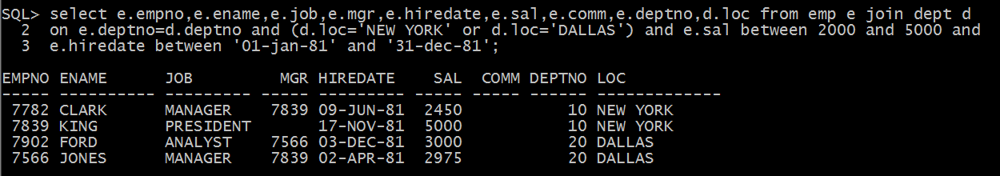 SQL> select e.empno,e.ename,e.job,e.mgr,e.hiredate,e.sal,e.comm,e.deptno,d.loc from emp e join dept d
  2  on e.deptno=d.deptno and (d.loc='NEW YORK' or d.loc='DALLAS') and e.sal between 2000 and 5000 and
  3  e.hiredate between '01-jan-81' and '31-dec-81';

EMPNO ENAME      JOB         MGR HIREDATE    SAL  COMM DEPTNO LOC
----- ---------- --------- ----- --------- ----- ----- ------ -------------
 7782 CLARK      MANAGER    7839 09-JUN-81  2450           10 NEW YORK
 7839 KING       PRESIDENT       17-NOV-81  5000           10 NEW YORK
 7902 FORD       ANALYST    7566 03-DEC-81  3000           20 DALLAS
 7566 JONES      MANAGER    7839 02-APR-81  2975           20 DALLAS